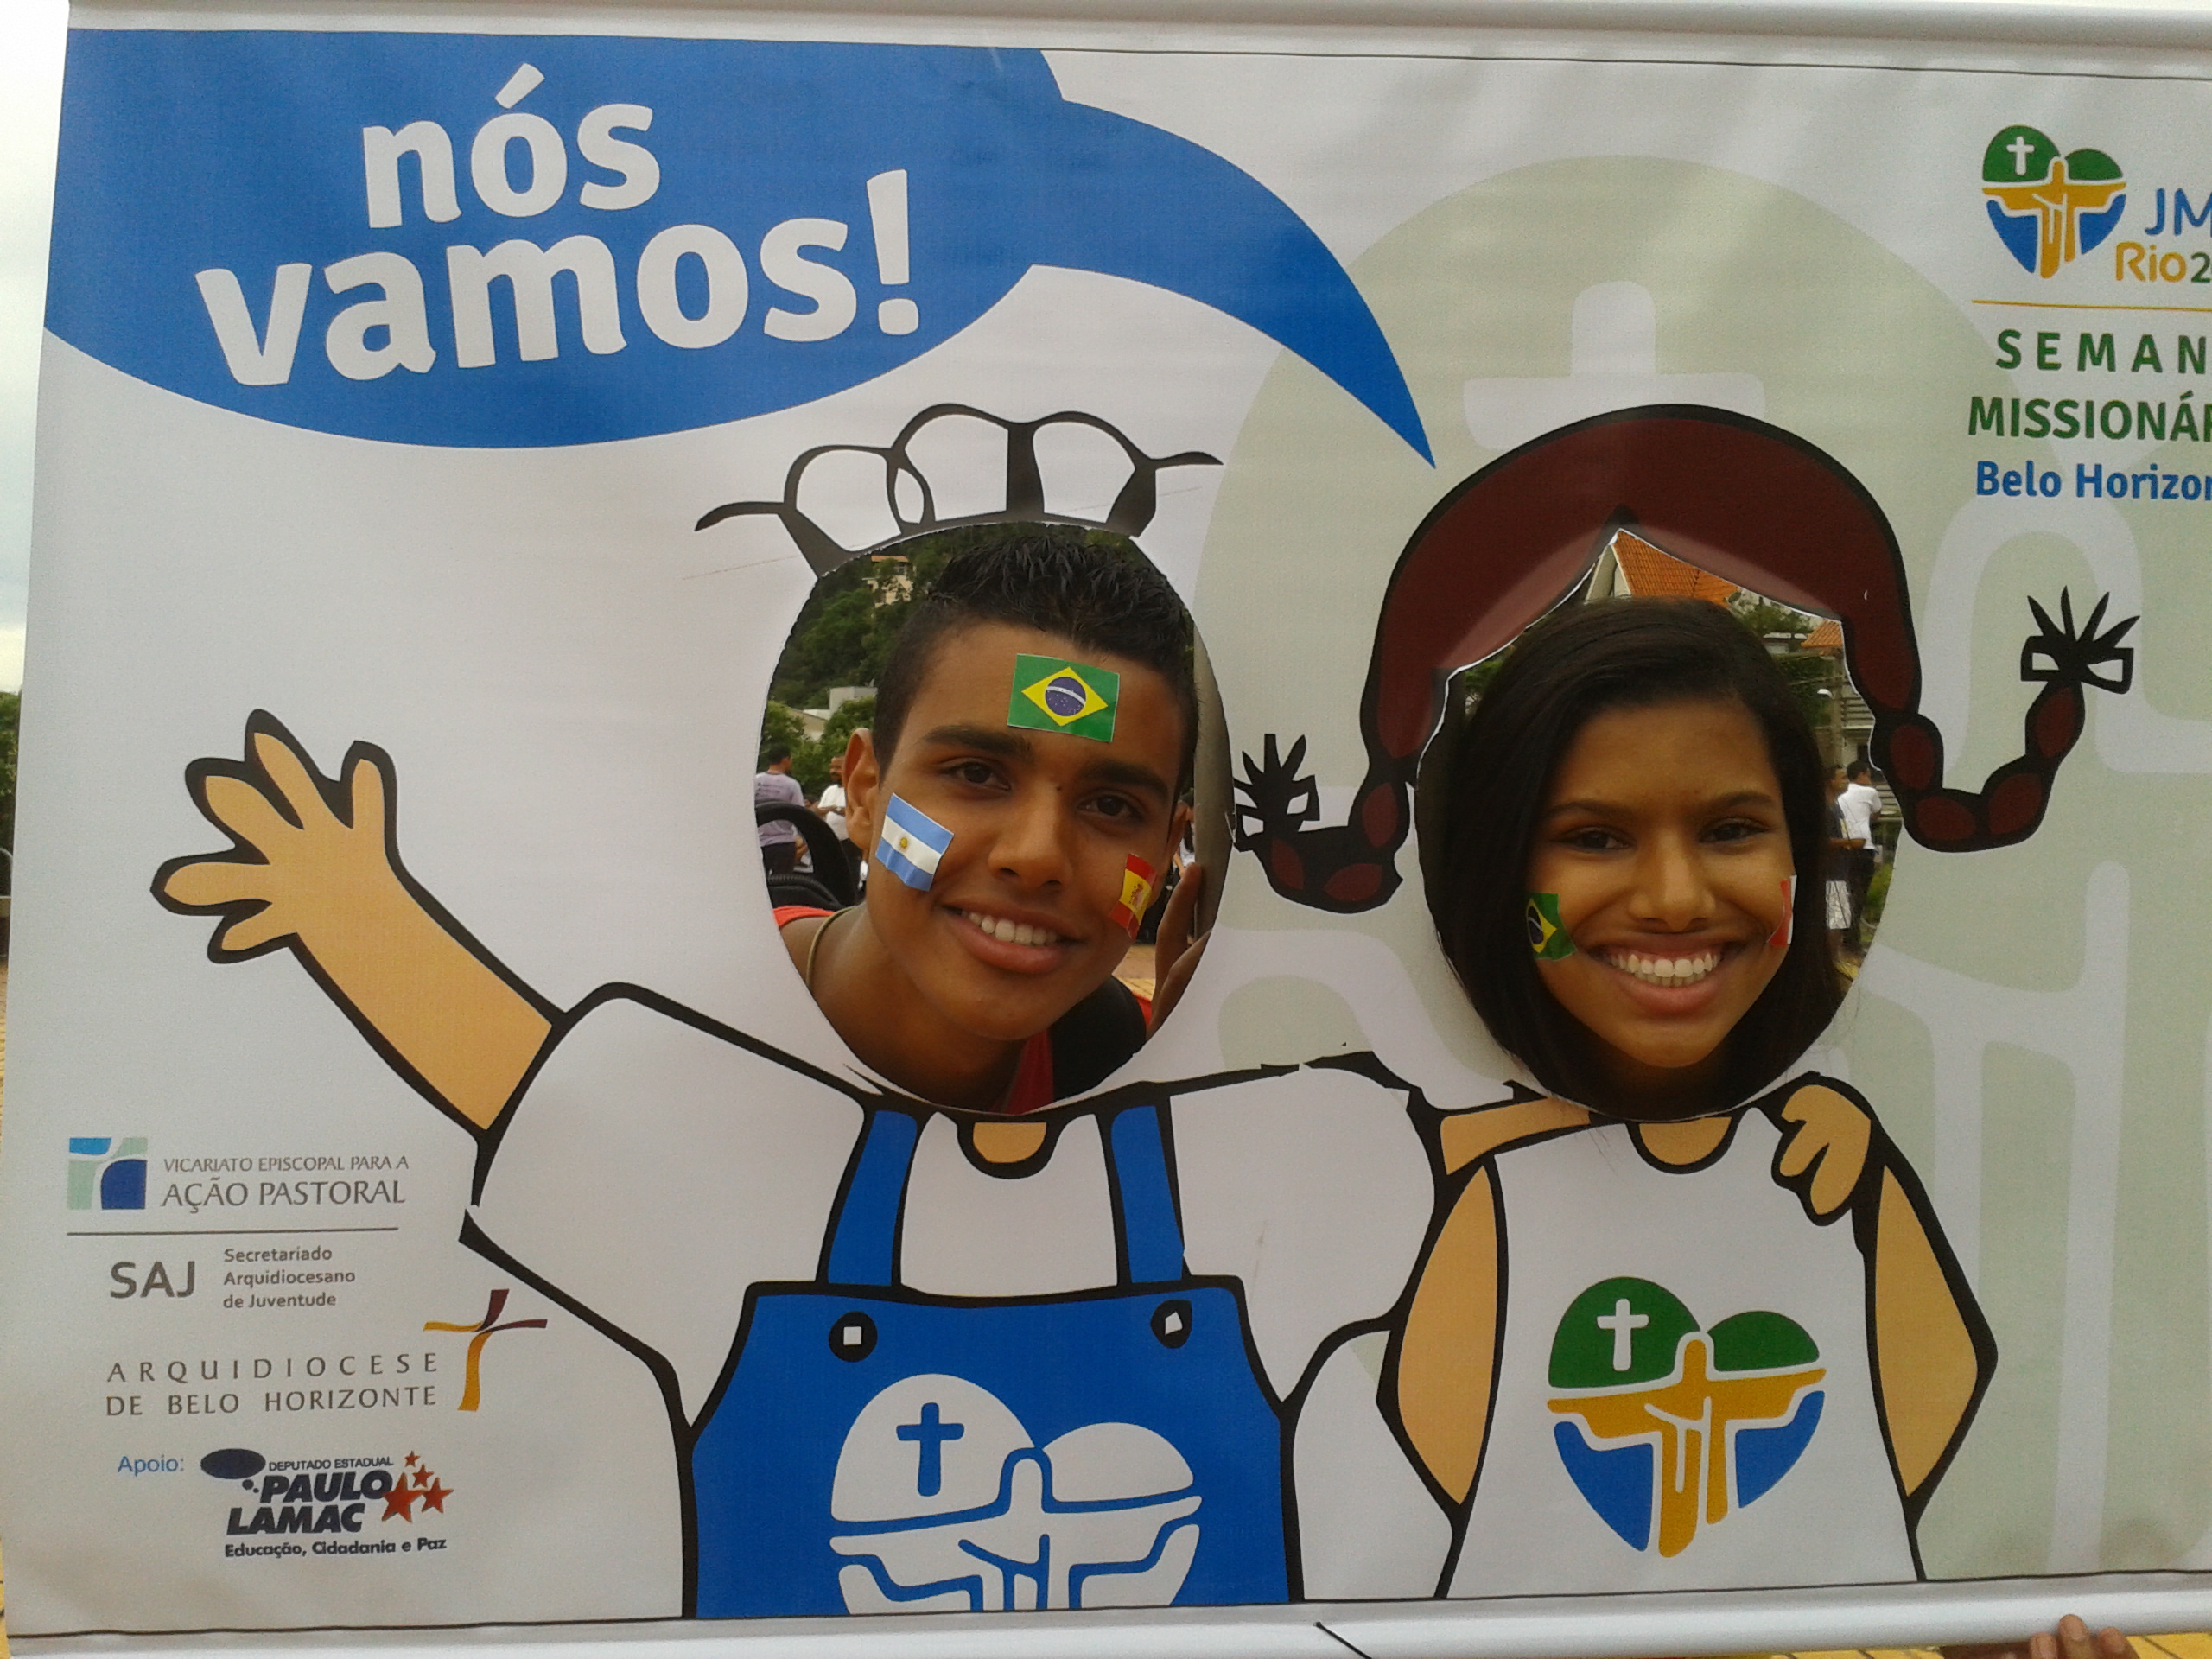 nós
vamos!
JM
Rio2
SEMAN
MISSIONÁR
Belo Horizon
VICARIATO EPISCOPAL PARA A
AÇÃO PASTORAL
SAJ
Secretariado
Arquidiocesano
de Juventude
ARQUIDIOCESE
DE BELO HORIZONTE
Apoio:
DEPUTADO ESTADUAL
PAULO
LAMAC
Educação, Cidadania e Paz